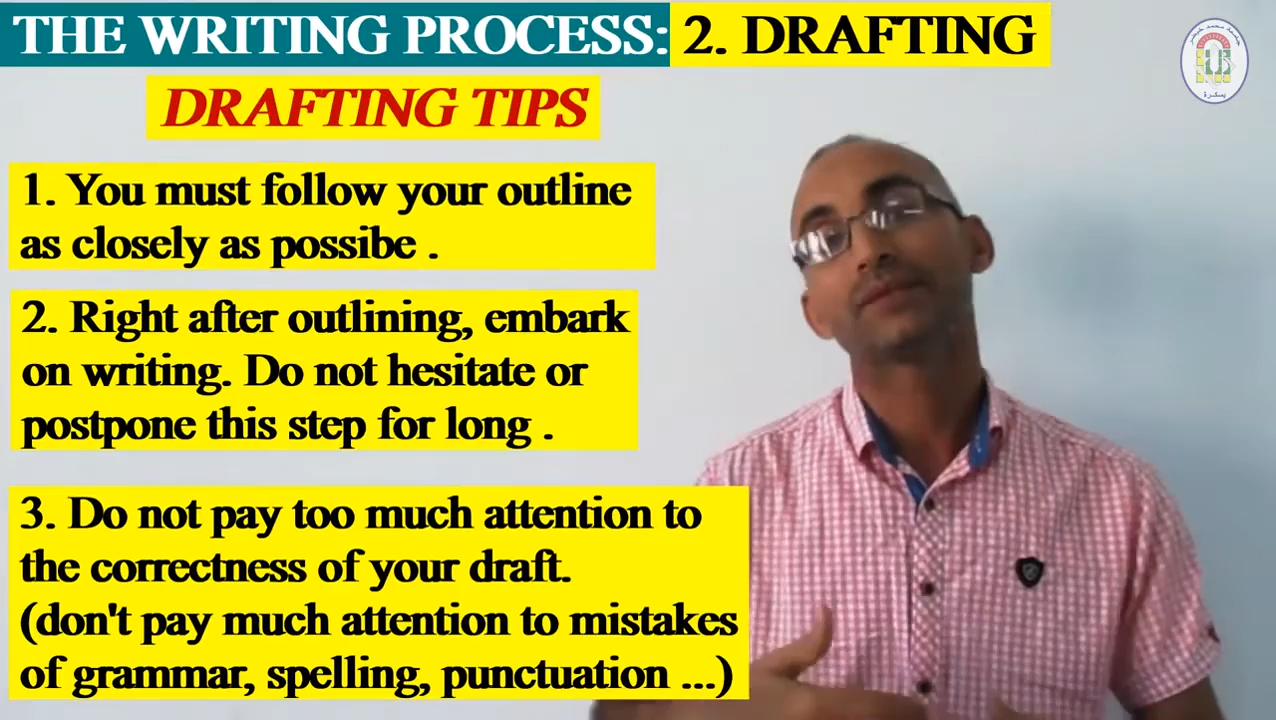 THE WRITING PROCESS: 2. DRAFTING
DRAFTING TIPS
1. You must follow your outline
as closely as possibe .
2. Right after outlining, embark
on writing. Do not hesitate or
postpone this step for long .
3. Do not pay too much attention to
the correctness of your draft.
(don't pay much attention to mistakes
of grammar, spelling, punctuation ...)
بسكرة